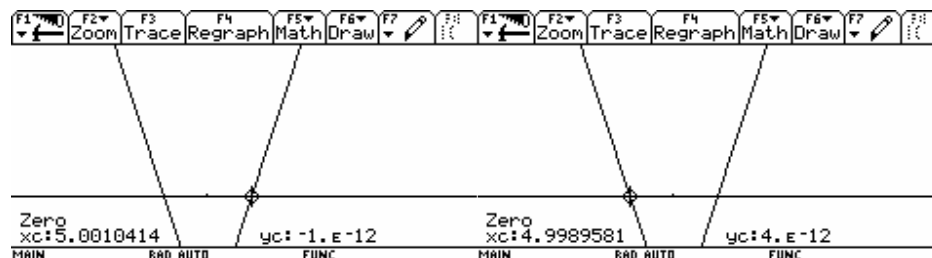 F1 F2 F3 F4 F5 F6 F7
Zoom Trace Regraph Math Draw
Zero
xc:5.0010414 yc:-1.E-12
MAIN RAD AUTO FUNC
F1 F2 F3 F4 F5 F6 F7
Zoom Trace Regraph Math Draw
Zero
xc:4.9989581 yc:4.E-12
MAIN RAD AUTO FUNC